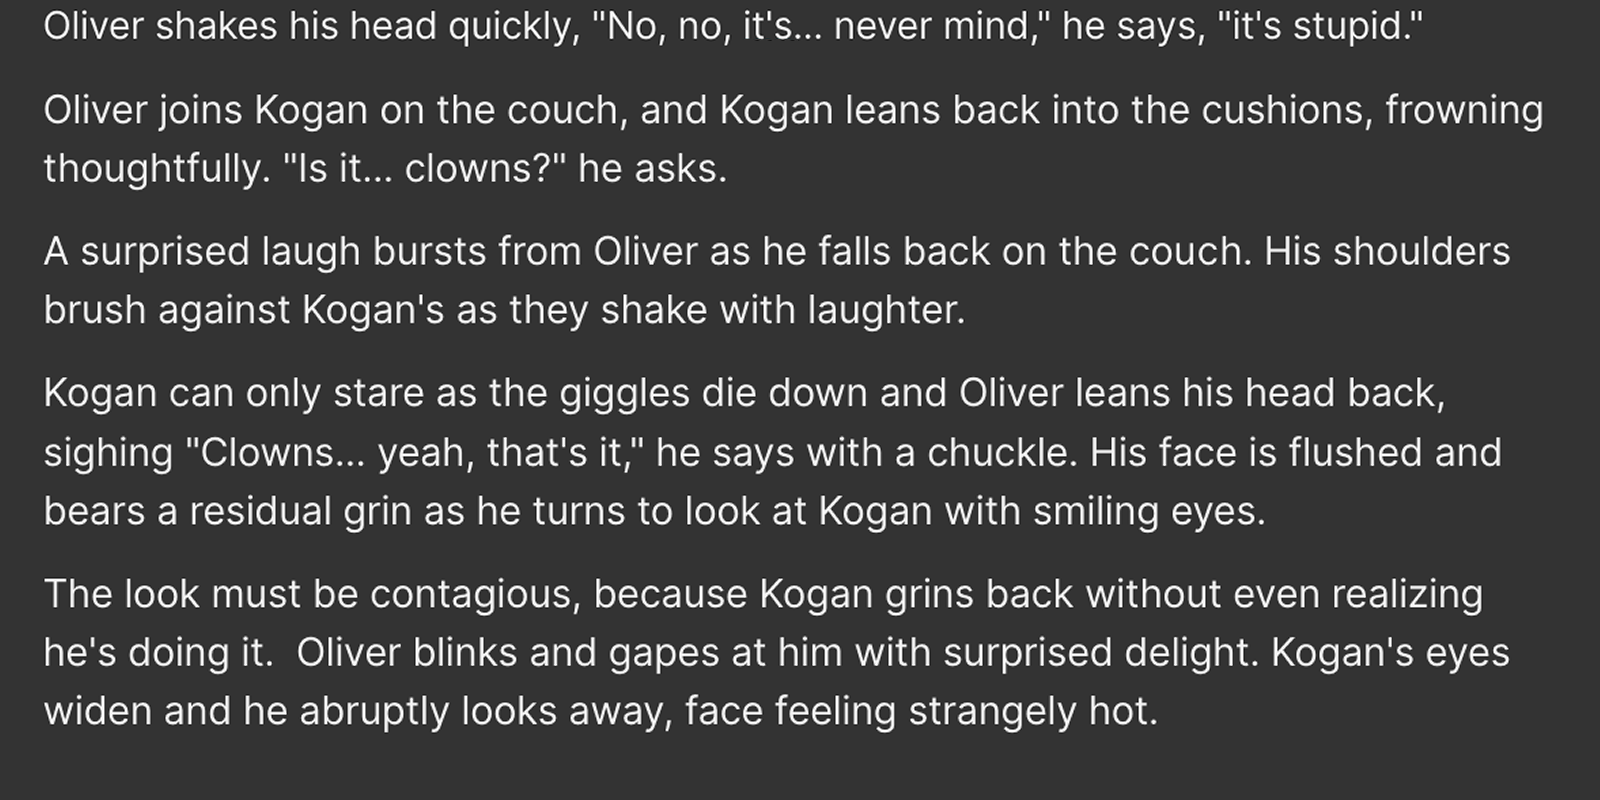 Oliver shakes his head quickly, "No, no, it's... never mind," he says, "it's stupid."
Oliver joins Kogan on the couch, and Kogan leans back into the cushions, frowning
thoughtfully. "Is it... clowns?" he asks.
A surprised laugh bursts from Oliver as he falls back on the couch. His shoulders
brush against Kogan's as they shake with laughter.
Kogan can only stare as the giggles die down and Oliver leans his head back,
sighing "Clowns... yeah, that's it," he says with a chuckle. His face is flushed and
bears a residual grin as he turns to look at Kogan with smiling eyes.
The look must be contagious, because Kogan grins back without even realizing
he's doing it.  Oliver blinks and gapes at him with surprised delight. Kogan's eyes
widen and he abruptly looks away, face feeling strangely hot.